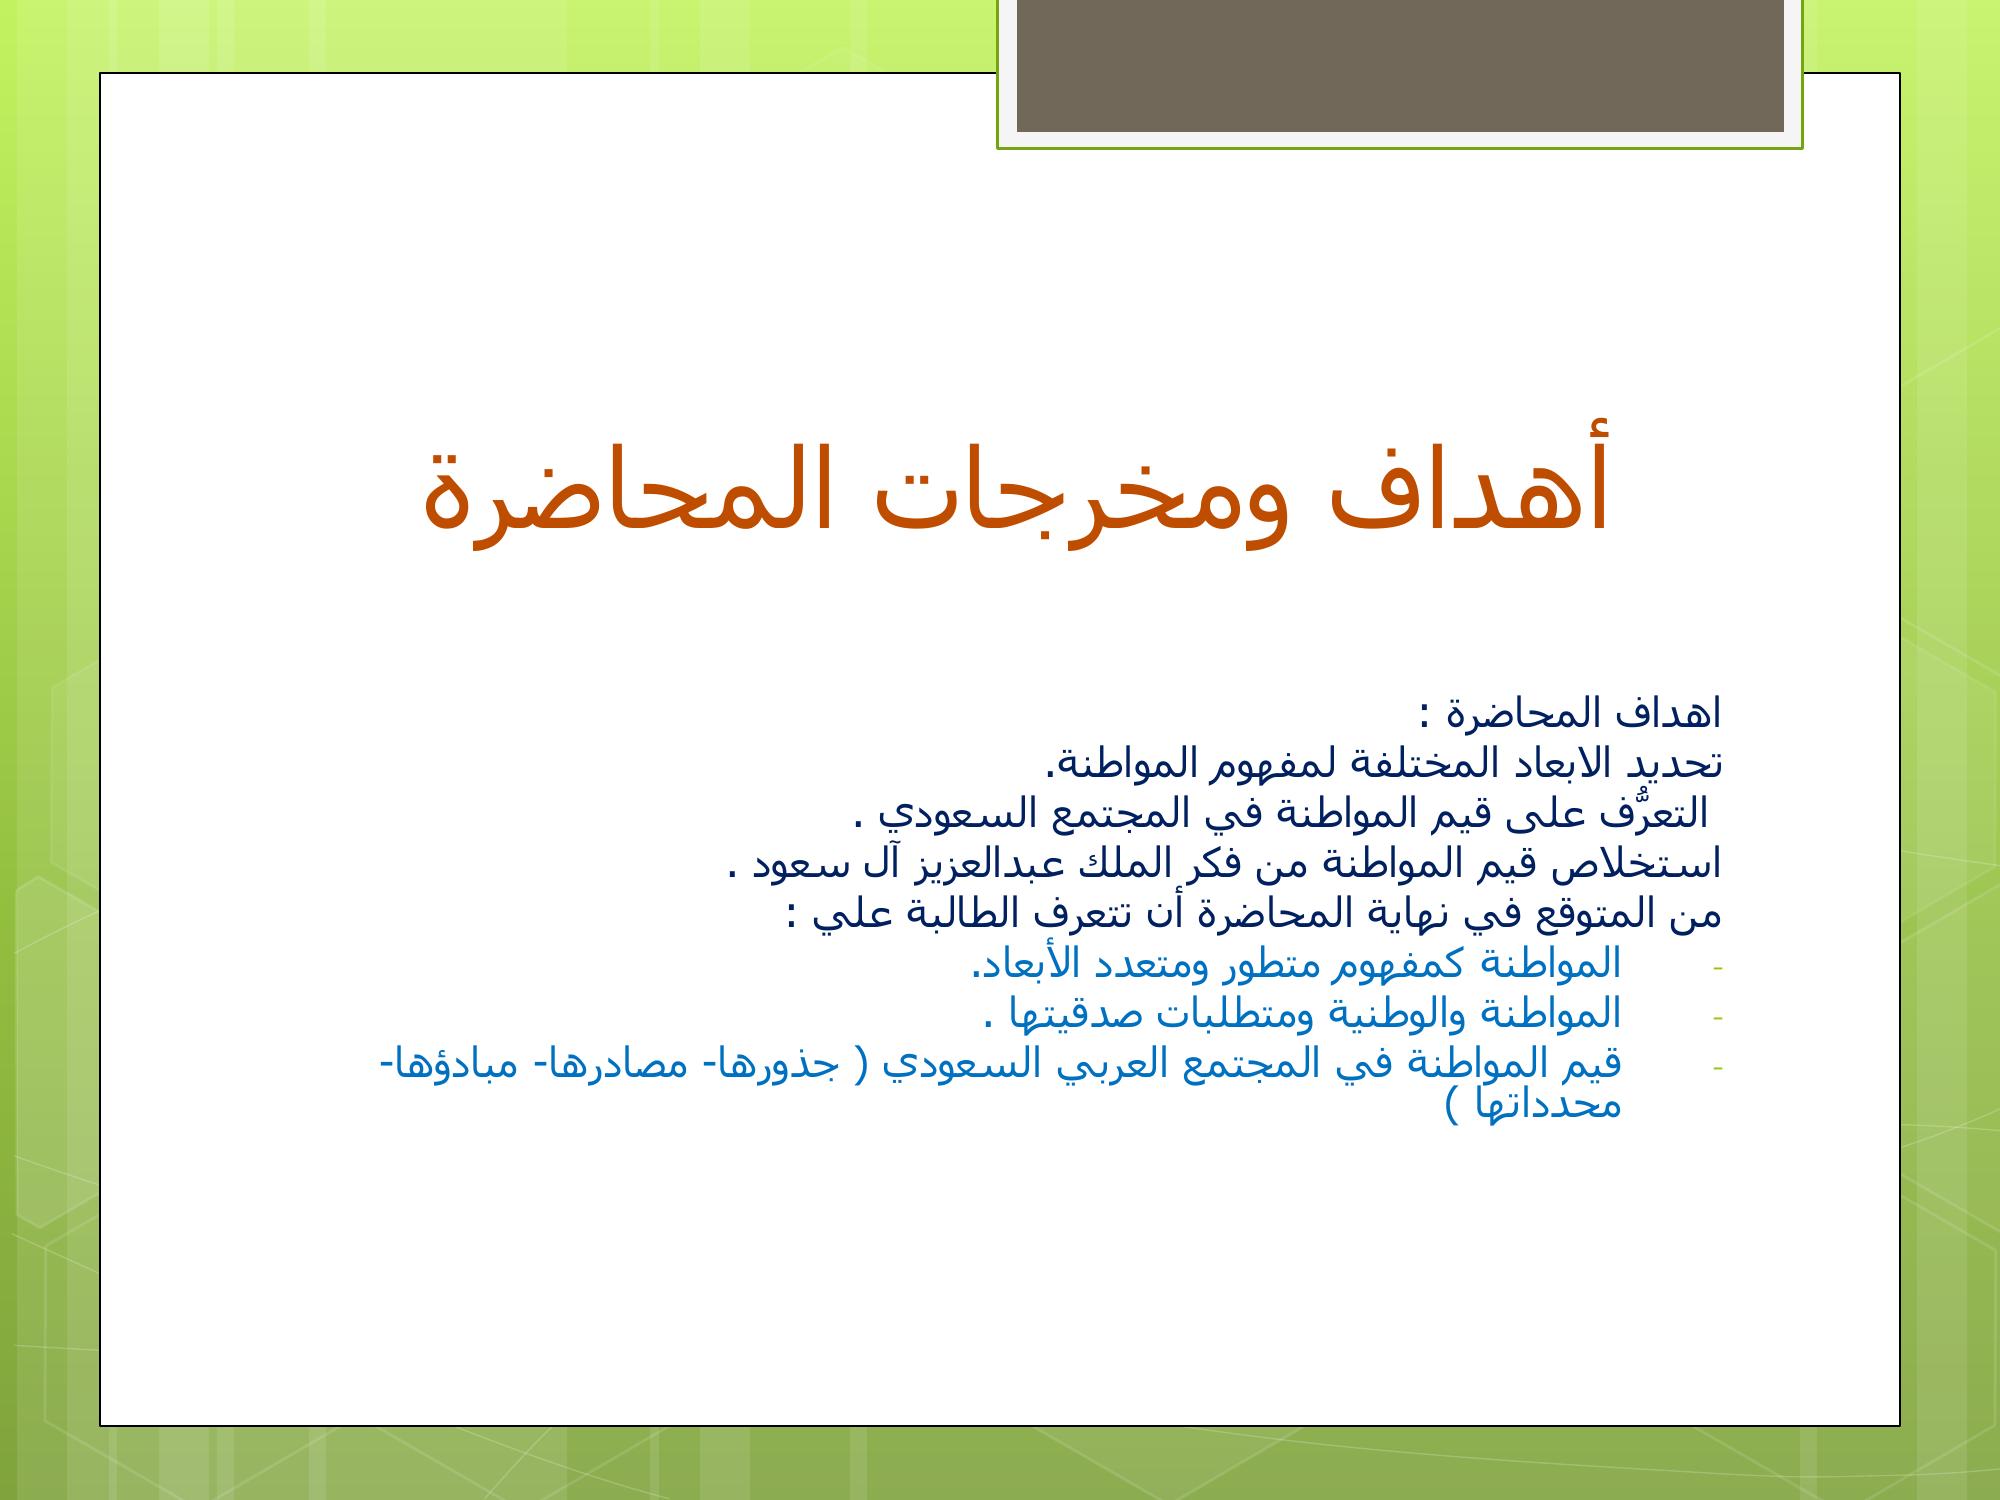 أهداف ومخرجات المحاضرة
اهداف المحاضرة :
تحديد الابعاد المختلفة لمفهوم المواطنة.
التعرُّف على قيم المواطنة في المجتمع السعودي .
استخلاص قيم المواطنة من فكر الملك عبدالعزيز آل سعود .
من المتوقع في نهاية المحاضرة أن تتعرف الطالبة علي :
- المواطنة كمفهوم متطور ومتعدد الأبعاد.
- المواطنة والوطنية ومتطلبات صدقيتها .
- قيم المواطنة في المجتمع العربي السعودي ( جذورها- مصادرها- مبادؤها-
محدداتها )